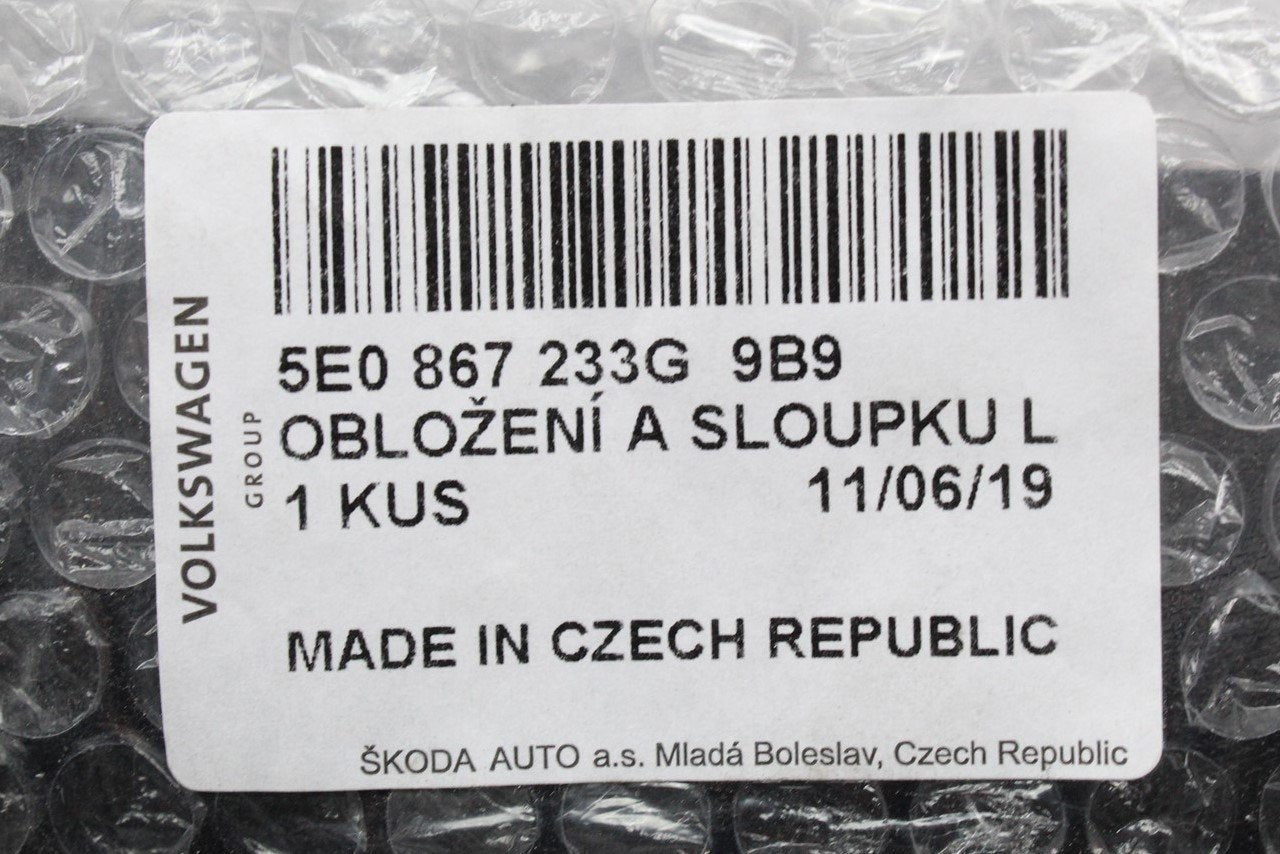 VOLKSWAGEN
GROUP
5E0 867 233G 9B9
OBLOŽENÍ A SLOUPKU L
1 KUS 11/06/19
MADE IN CZECH REPUBLIC
ŠKODA AUTO a.s. Mladá Boleslav, Czech Republic